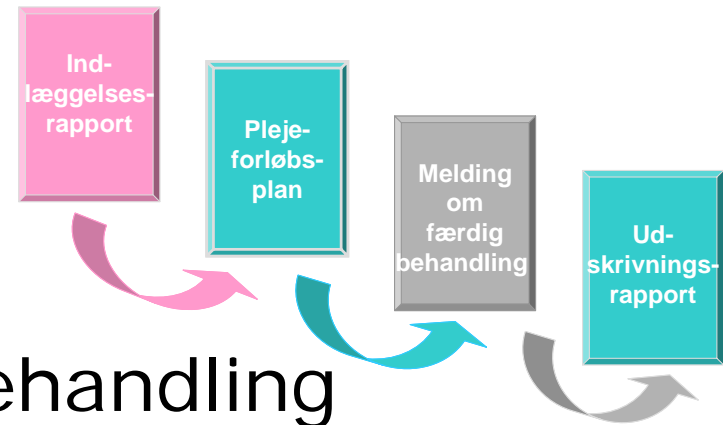 Ind-
læggelses-
rapport
Pleje-
forløbs-
plan
Melding
om
færdig
behandling
Ud-
skrivnings-
rapport
ehandling